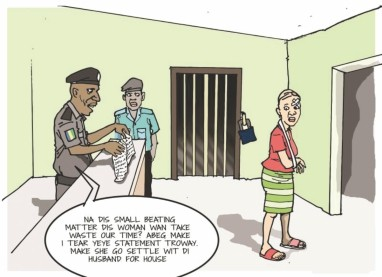 NA DIS SMALL BEATING
MATTER DIS WOMAN WAN TAKE
WASTE OUR TIME? ABEG MAKE
I TEAR YEYE STATEMENT TROWAY.
MAKE SHE GO SETTLE WIT DI
HUSBAND FOR HOUSE